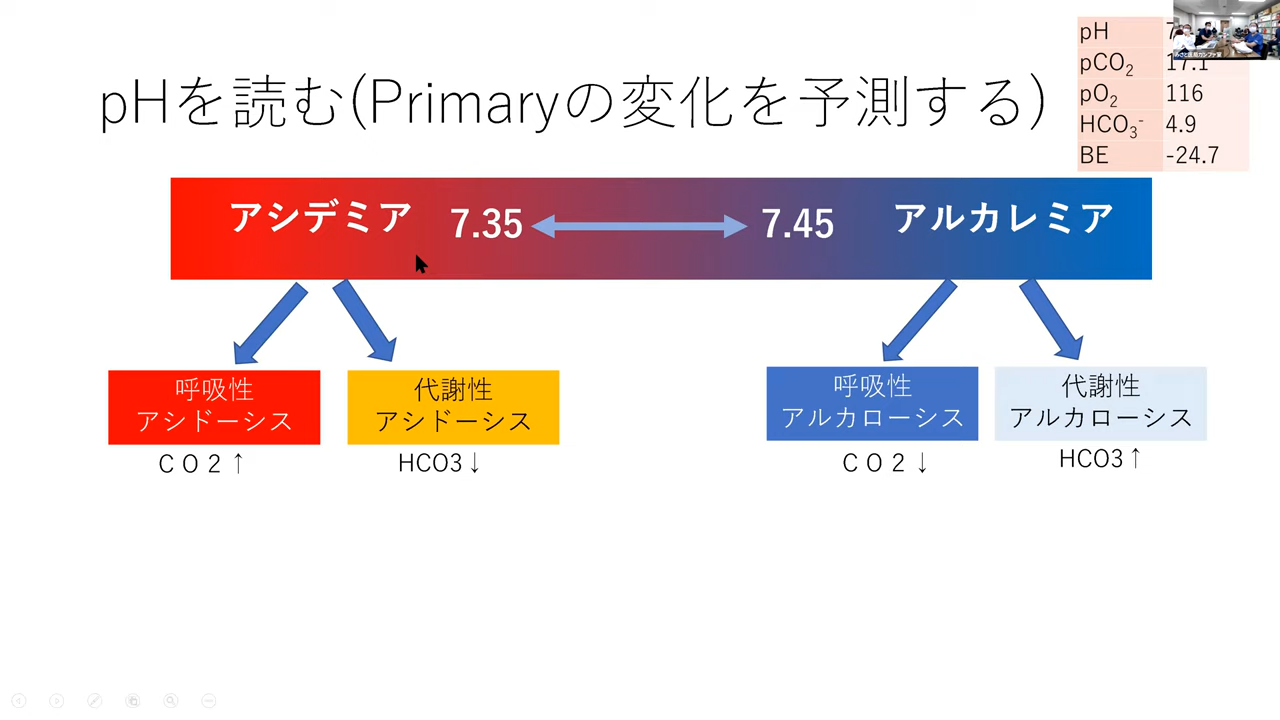 pHを読む(Primaryの変化を予測する)
pH 7
pCO₂ 17.1
pO₂ 116
HCO₃⁻ 4.9
BE -24.7
アシデミア 7.35 7.45 アルカレミア
呼吸性
アシドーシス
CO2↑
代謝性
アシドーシス
HCO3↓
呼吸性
アルカローシス
CO2↓
代謝性
アルカローシス
HCO3↑